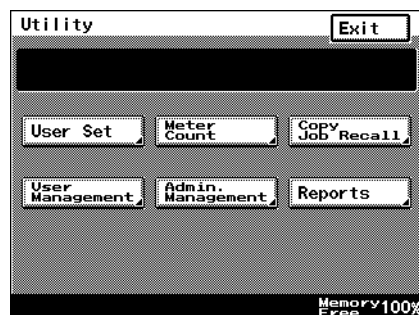 Utility
Exit
User Set
Meter
Count
Copy
Job Recall
User
Management
Admin.
Management
Reports
Memory
Free 100%